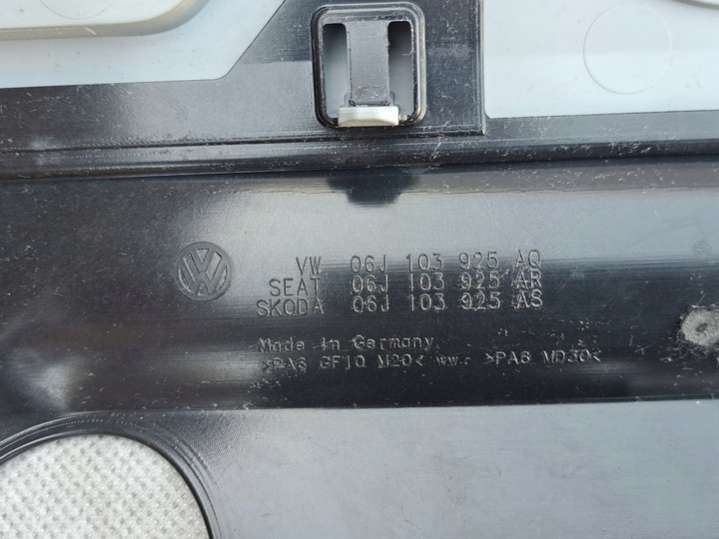 VW 06J 103 925 AQ
SEAT 06J 103 925 AR
SKODA 06J 103 925 AS
Made in Germany
>PA6 GF10 M20< ww. >PA6 MD30<